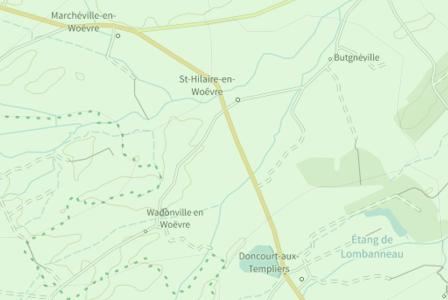 Marchéville-en-
Woëvre
St-Hilaire-en-
Woëvre
Butgnéville
Wadonville en
Woëvre
Étang de
Lombanneau
Doncourt-aux-
Templiers